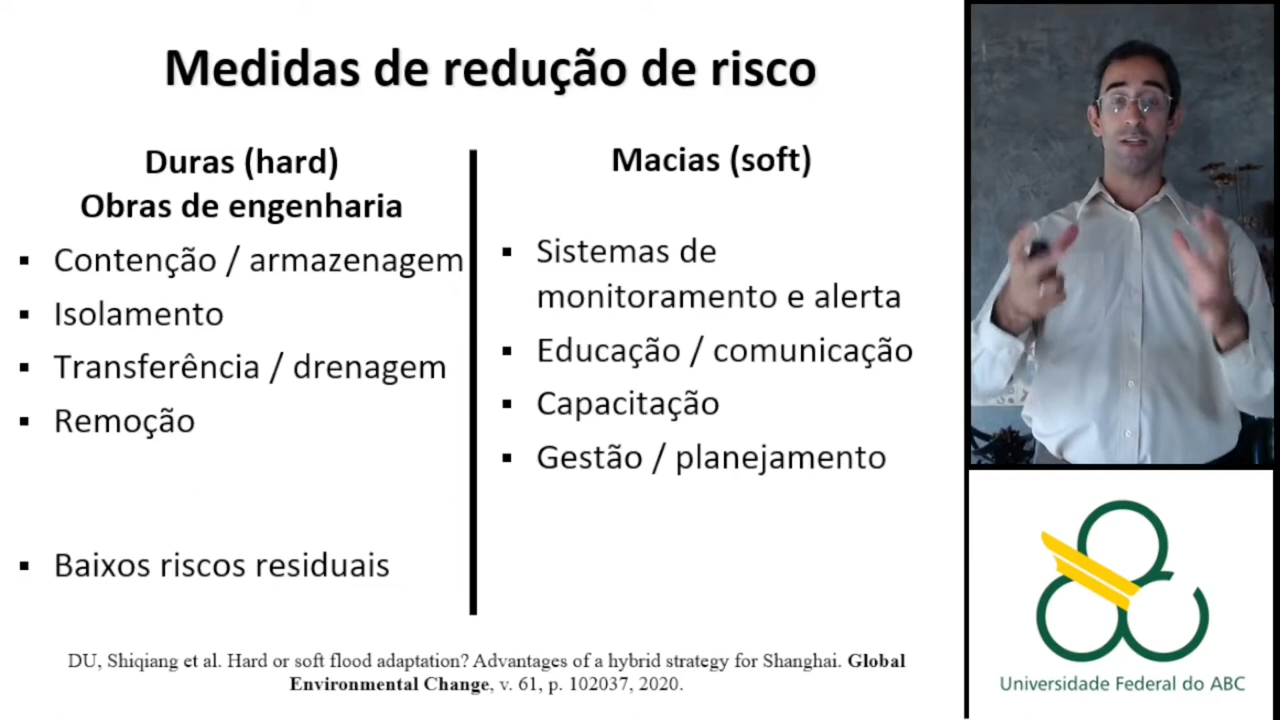 Medidas de redução de risco
Duras (hard)
Obras de engenharia
▪ Contenção / armazenagem
▪ Isolamento
▪ Transferência / drenagem
▪ Remoção
▪ Baixos riscos residuais
Macias (soft)
▪ Sistemas de
monitoramento e alerta
▪ Educação / comunicação
▪ Capacitação
▪ Gestão / planejamento
DU, Shiqiang et al. Hard or soft flood adaptation? Advantages of a hybrid strategy for Shanghai. Global
Environmental Change, v. 61, p. 102037, 2020.
Universidade Federal do ABC